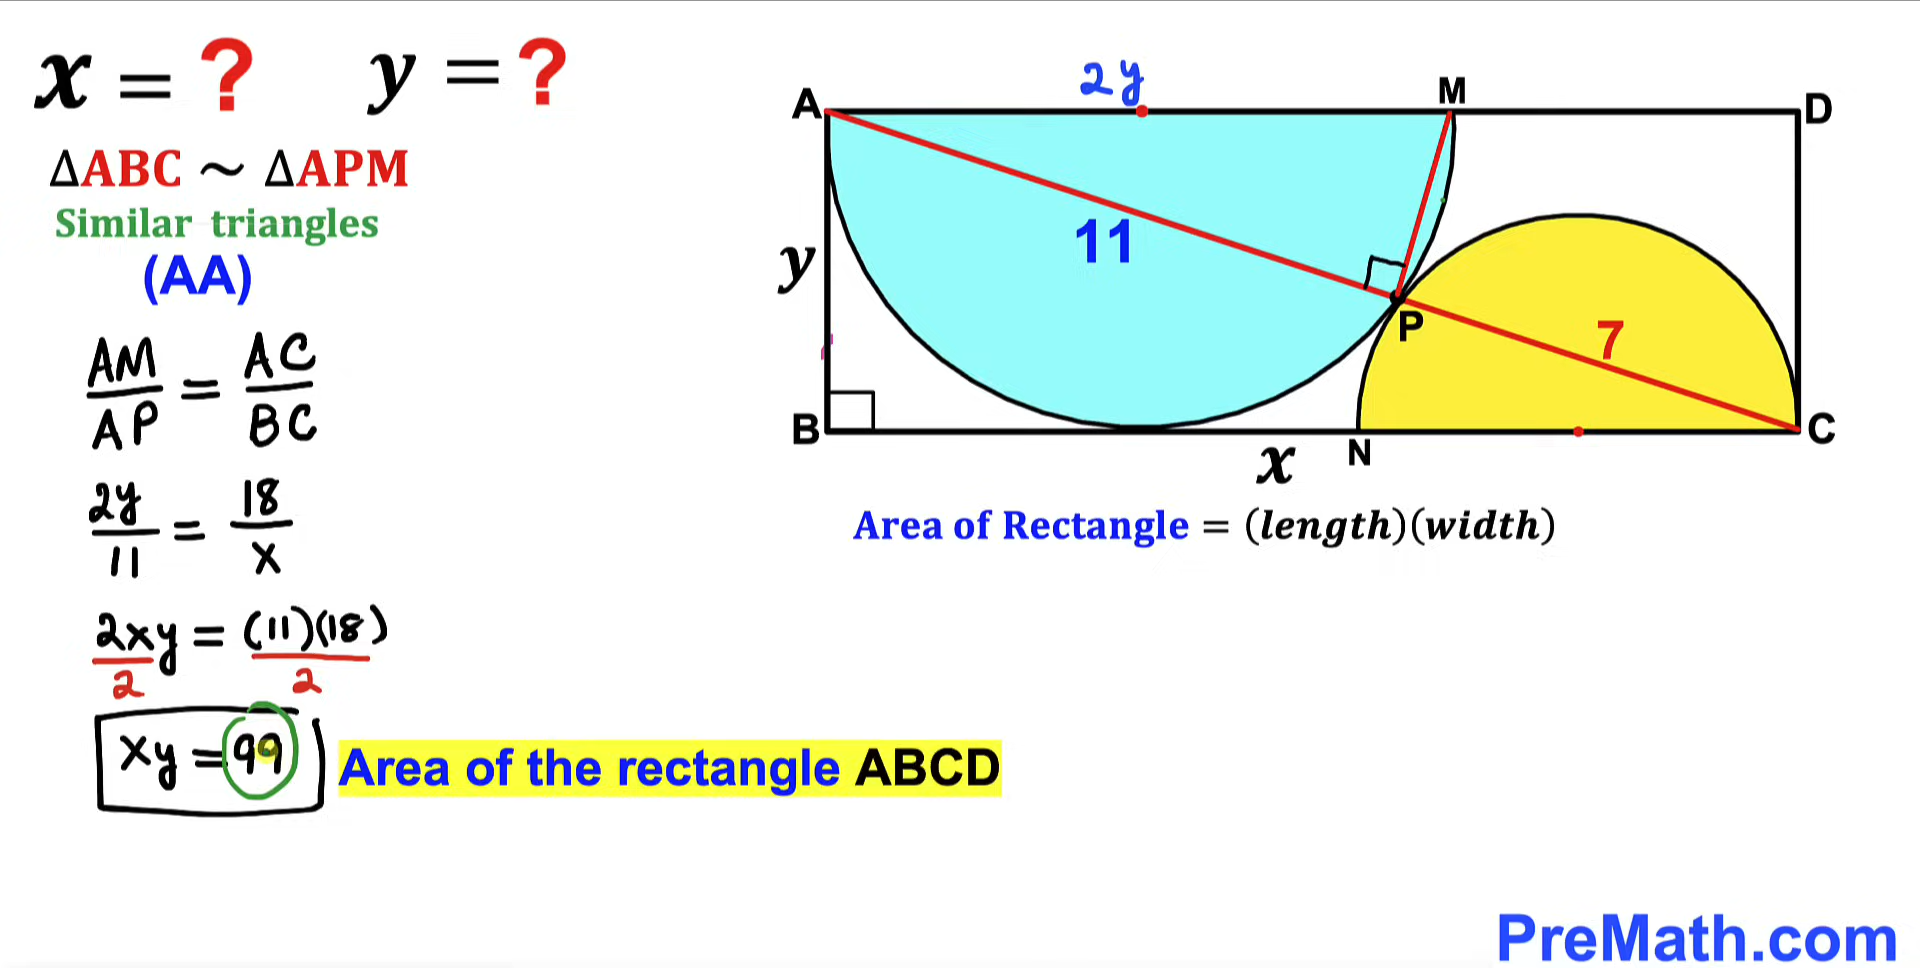 x = ? y = ?
ΔABC ~ ΔAPM
Similar triangles
(AA)
AM/AP = AC/BC
2y/11 = 18/x
2xy/2 = (11)(18)/2
xy = 99
Area of the rectangle ABCD
2y
A M D
11
y
P
7
B C
x N
Area of Rectangle = (length)(width)
PreMath.com